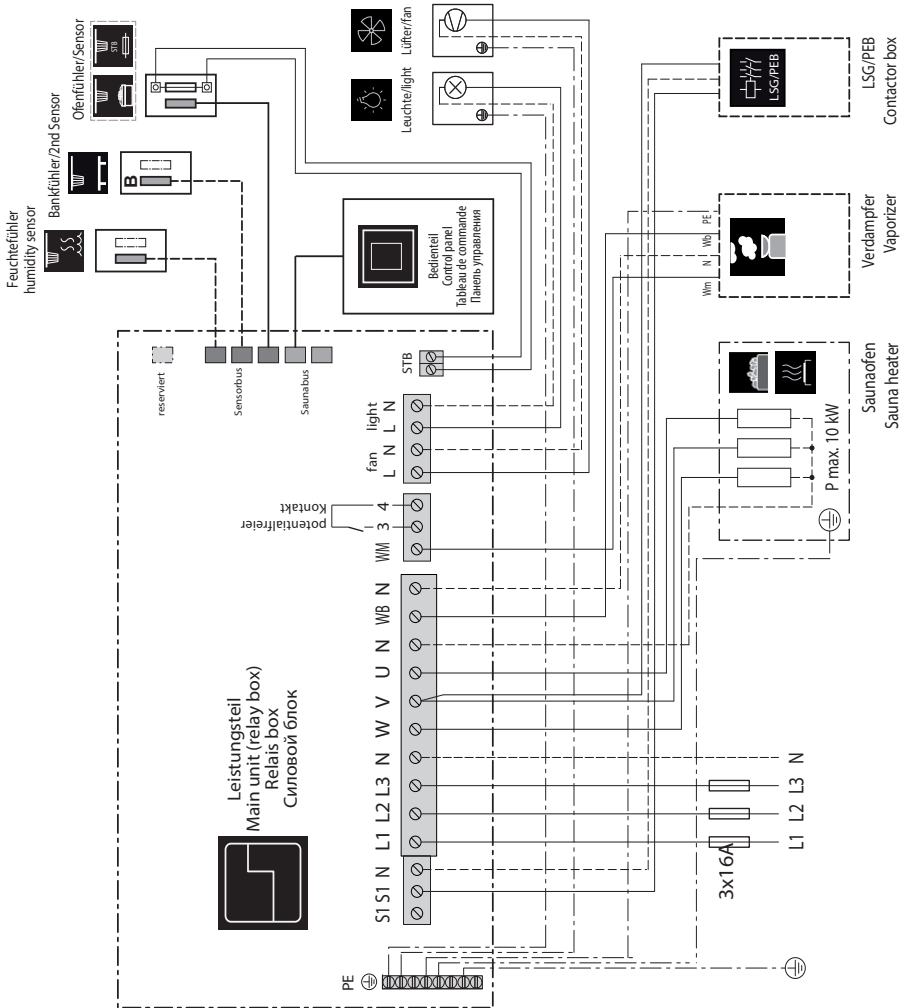 Feuchtefühler
humidity sensor
Bankfühler/2nd Sensor
B
Ofenfühler/Sensor
STB
Leuchte/light
Lüfter/fan
LSG/PEB
LSG/PEB
Contactor box
Bedienteil
Control panel
Tableau de commande
Панель управления
reserviert
Sensorbus
Saunabus
STB
light
L N
fan
L N
potentialfreier
Kontakt
WM 3 4
Leistungsteil
Main unit (relay box)
Relais box
Силовой блок
S1 S1 N L1 L2 L3 N W V U N WB N
PE
Wm N Wb PE
Verdampfer
Vaporizer
P max. 10 kW
Saunaofen
Sauna heater
3x16A
L1 L2 L3 N